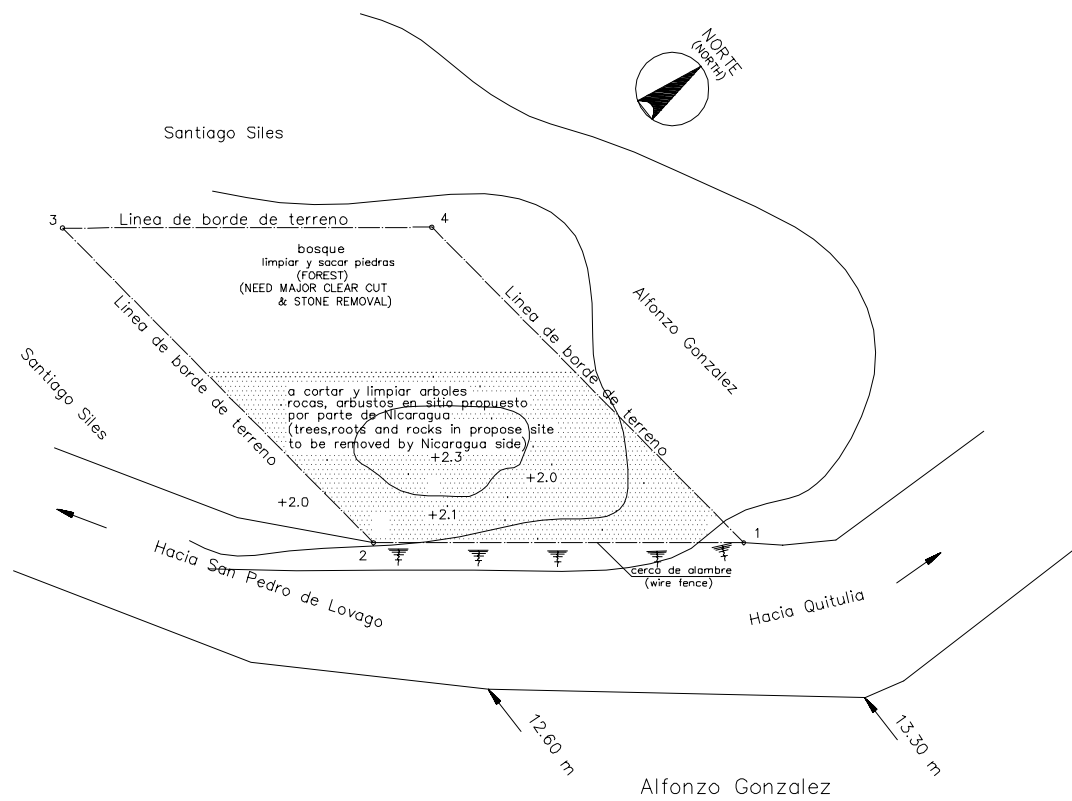 NORTE
(NORTH)
Santiago Siles
3
Linea de borde de terreno
4
bosque
limpiar y sacar piedras
(FOREST)
(NEED MAJOR CLEAR CUT
& STONE REMOVAL)
Linea de borde de terreno
Linea de borde de terreno
Alfonzo Gonzalez
Santiago Siles
a cortar y limpiar arboles
rocas, arbustos en sitio propuesto
por parte de NIcaragua
(trees,roots and rocks in propose site
to be removed by Nicaragua side)
+2.3
+2.0
+2.0
+2.1
1
2
cerca de alambre
(wire fence)
Hacia San Pedro de Lovago
Hacia Quitulia
12.60 m
13.30 m
Alfonzo Gonzalez